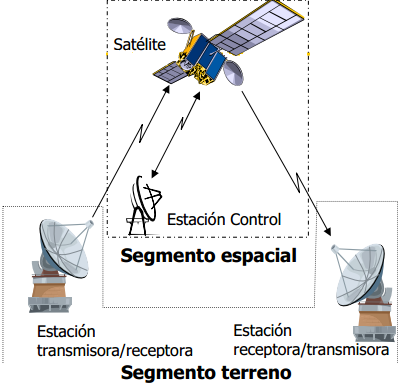 Satélite
Estación Control
Segmento espacial
Estación
transmisora/receptora
Estación
receptora/transmisora
Segmento terreno